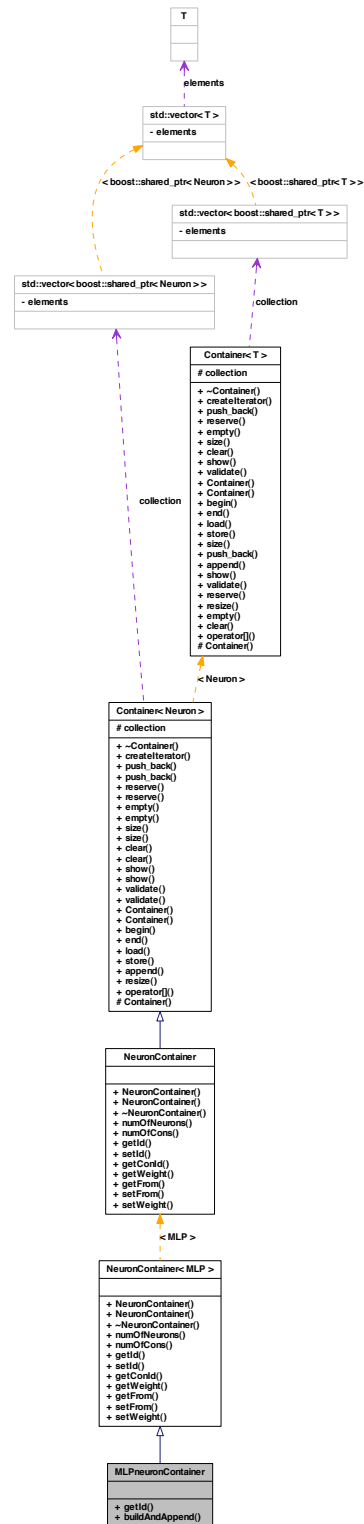 T
elements
std::vector< T >
- elements
< boost::shared_ptr< Neuron > >
< boost::shared_ptr< T > >
std::vector< boost::shared_ptr< T > >
- elements
std::vector< boost::shared_ptr< Neuron > >
- elements
collection
Container< T >
# collection
+ ~Container()
+ createIterator()
+ push_back()
+ reserve()
+ empty()
+ size()
+ clear()
+ show()
+ validate()
+ Container()
+ Container()
+ begin()
+ end()
+ load()
+ store()
+ size()
+ push_back()
+ append()
+ show()
+ validate()
+ reserve()
+ resize()
+ empty()
+ clear()
+ operator[]()
# Container()
collection
< Neuron >
Container< Neuron >
# collection
+ ~Container()
+ createIterator()
+ push_back()
+ push_back()
+ reserve()
+ reserve()
+ empty()
+ empty()
+ size()
+ size()
+ clear()
+ clear()
+ show()
+ show()
+ validate()
+ validate()
+ Container()
+ Container()
+ begin()
+ end()
+ load()
+ store()
+ append()
+ resize()
+ operator[]()
# Container()
NeuronContainer
+ NeuronContainer()
+ NeuronContainer()
+ ~NeuronContainer()
+ numOfNeurons()
+ numOfCons()
+ getId()
+ setId()
+ getConId()
+ getWeight()
+ getFrom()
+ setFrom()
+ setWeight()
< MLP >
NeuronContainer< MLP >
+ NeuronContainer()
+ NeuronContainer()
+ ~NeuronContainer()
+ numOfNeurons()
+ numOfCons()
+ getId()
+ setId()
+ getConId()
+ getWeight()
+ getFrom()
+ setFrom()
+ setWeight()
MLPneuronContainer
+ getId()
+ buildAndAppend()